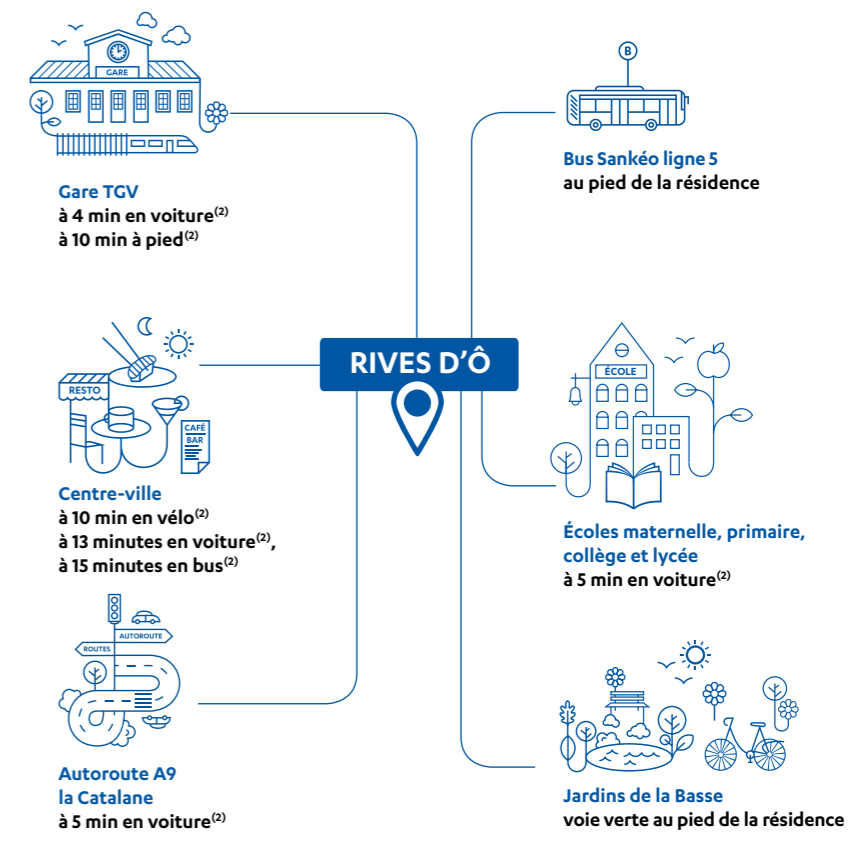 GARE
Gare TGV
à 4 min en voiture(2)
à 10 min à pied(2)
B
Bus Sankéo ligne 5
au pied de la résidence
RIVES D'Ô
RESTO
CAFÉ
BAR
Centre-ville
à 10 min en vélo(2)
à 13 minutes en voiture(2),
à 15 minutes en bus(2)
ÉCOLE
Écoles maternelle, primaire,
collège et lycée
à 5 min en voiture(2)
AUTOROUTE
ROUTES
Autoroute A9
la Catalane
à 5 min en voiture(2)
Jardins de la Basse
voie verte au pied de la résidence